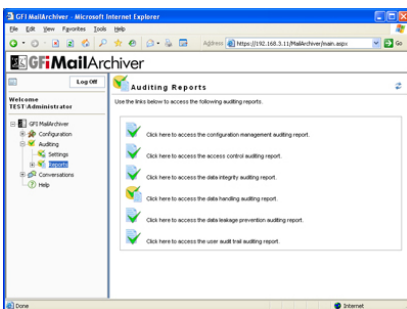 GFI MailArchiver - Microsoft Internet Explorer
File Edit View Favorites Tools Help
Address https://192.168.3.11/MailArchiver/main.aspx Go
GFiMailArchiver
Log Off
Welcome
TEST\Administrator
GFI MailArchiver
Configuration
Auditing
Settings
Reports
Conversations
Help
Auditing Reports
Use the links below to access the following auditing reports.
Click here to access the configuration management auditing report.
Click here to access the access control auditing report.
Click here to access the data integrity auditing report.
Click here to access the data handling auditing report.
Click here to access the data leakage prevention auditing report.
Click here to access the user audit trail auditing report.
Done
Internet